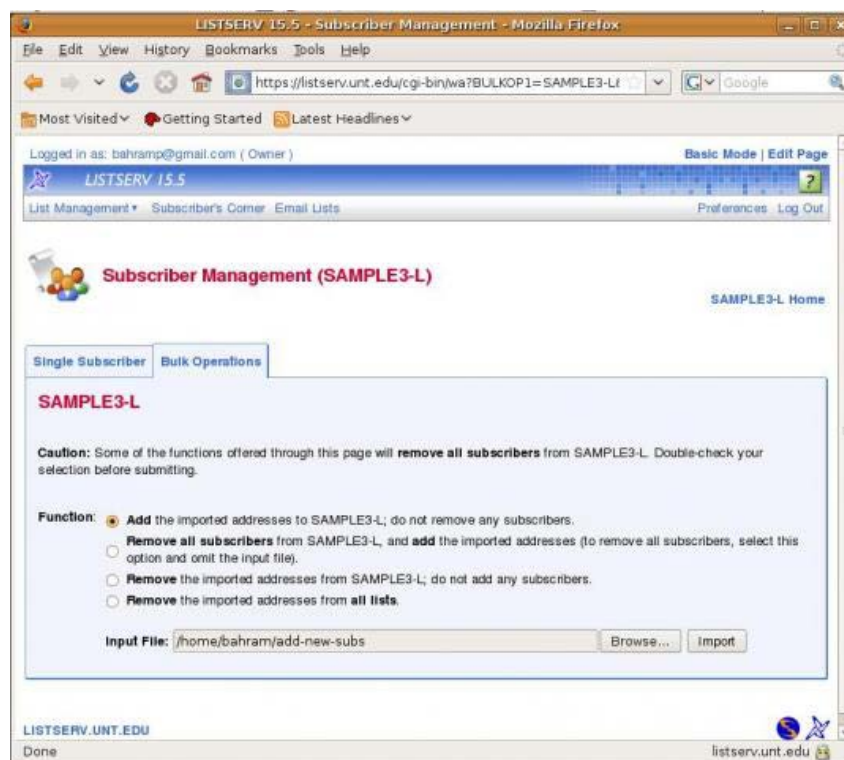 LISTSERV 15.5 - Subscriber Management - Mozilla Firefox
File Edit View History Bookmarks Tools Help
https://listserv.unt.edu/cgi-bin/wa?BULKOP1=SAMPLE3-L& Google
Most Visited Getting Started Latest Headlines
Logged in as: bahramp@gmail.com (Owner) Basic Mode | Edit Page
LISTSERV 15.5 ?
List Management Subscriber's Corner Email Lists Preferences Log Out
Subscriber Management (SAMPLE3-L)
SAMPLE3-L Home
Single Subscriber Bulk Operations
SAMPLE3-L
Caution: Some of the functions offered through this page will remove all subscribers from SAMPLE3-L. Double-check your
selection before submitting.
Function: Add the imported addresses to SAMPLE3-L; do not remove any subscribers.
Remove all subscribers from SAMPLE3-L, and add the imported addresses (to remove all subscribers, select this
option and omit the input file).
Remove the imported addresses from SAMPLE3-L; do not add any subscribers.
Remove the imported addresses from all lists.
Input File: /home/bahram/add-new-subs Browse... Import
LISTSERV.UNT.EDU
Done listserv.unt.edu